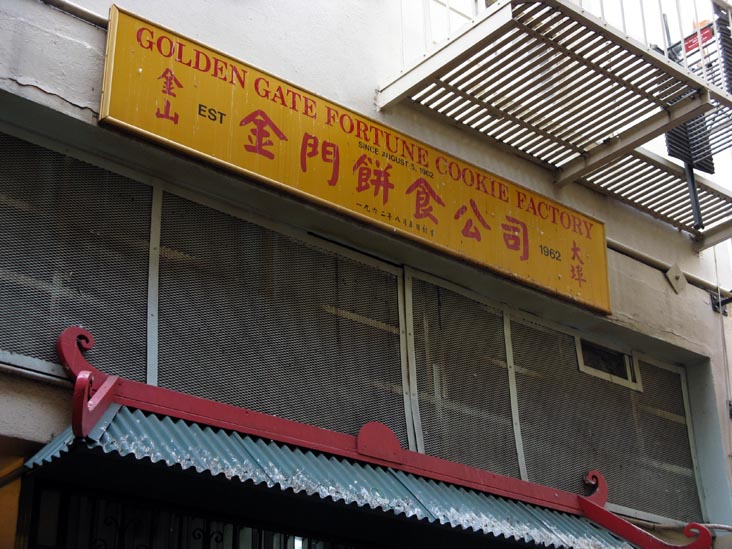 GOLDEN GATE FORTUNE COOKIE FACTORY
SINCE AUGUST 5, 1962
金山
EST
金門餅食公司
1962
大埠